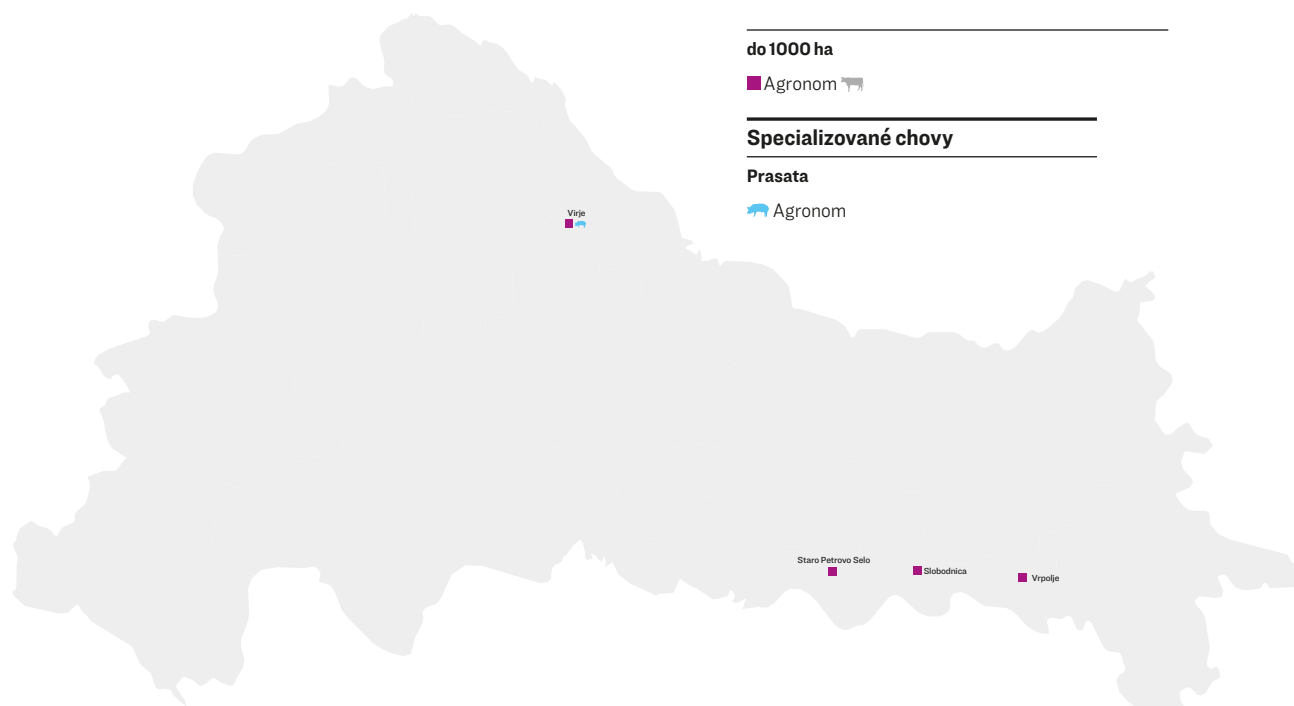 do 1000 ha
Agronom
Specializované chovy
Prasata
Agronom
Virje
Staro Petrovo Selo
Slobodnica
Vrpolje